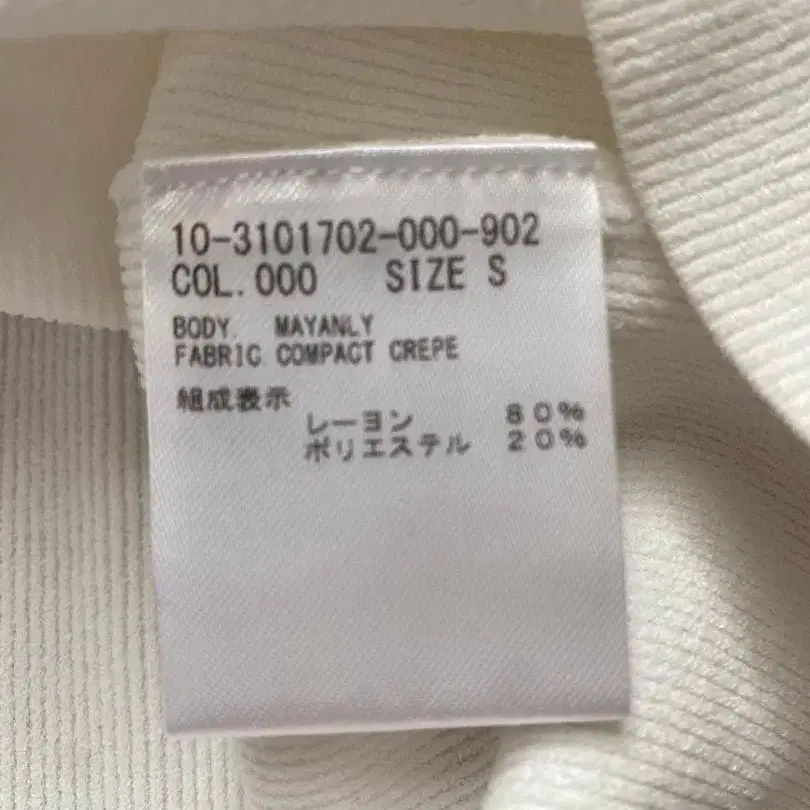 10-3101702-000-902
COL.000 SIZE S
BODY. MAYANLY
FABRIC COMPACT CREPE
組成表示
レーヨン 80%
ポリエステル 20%